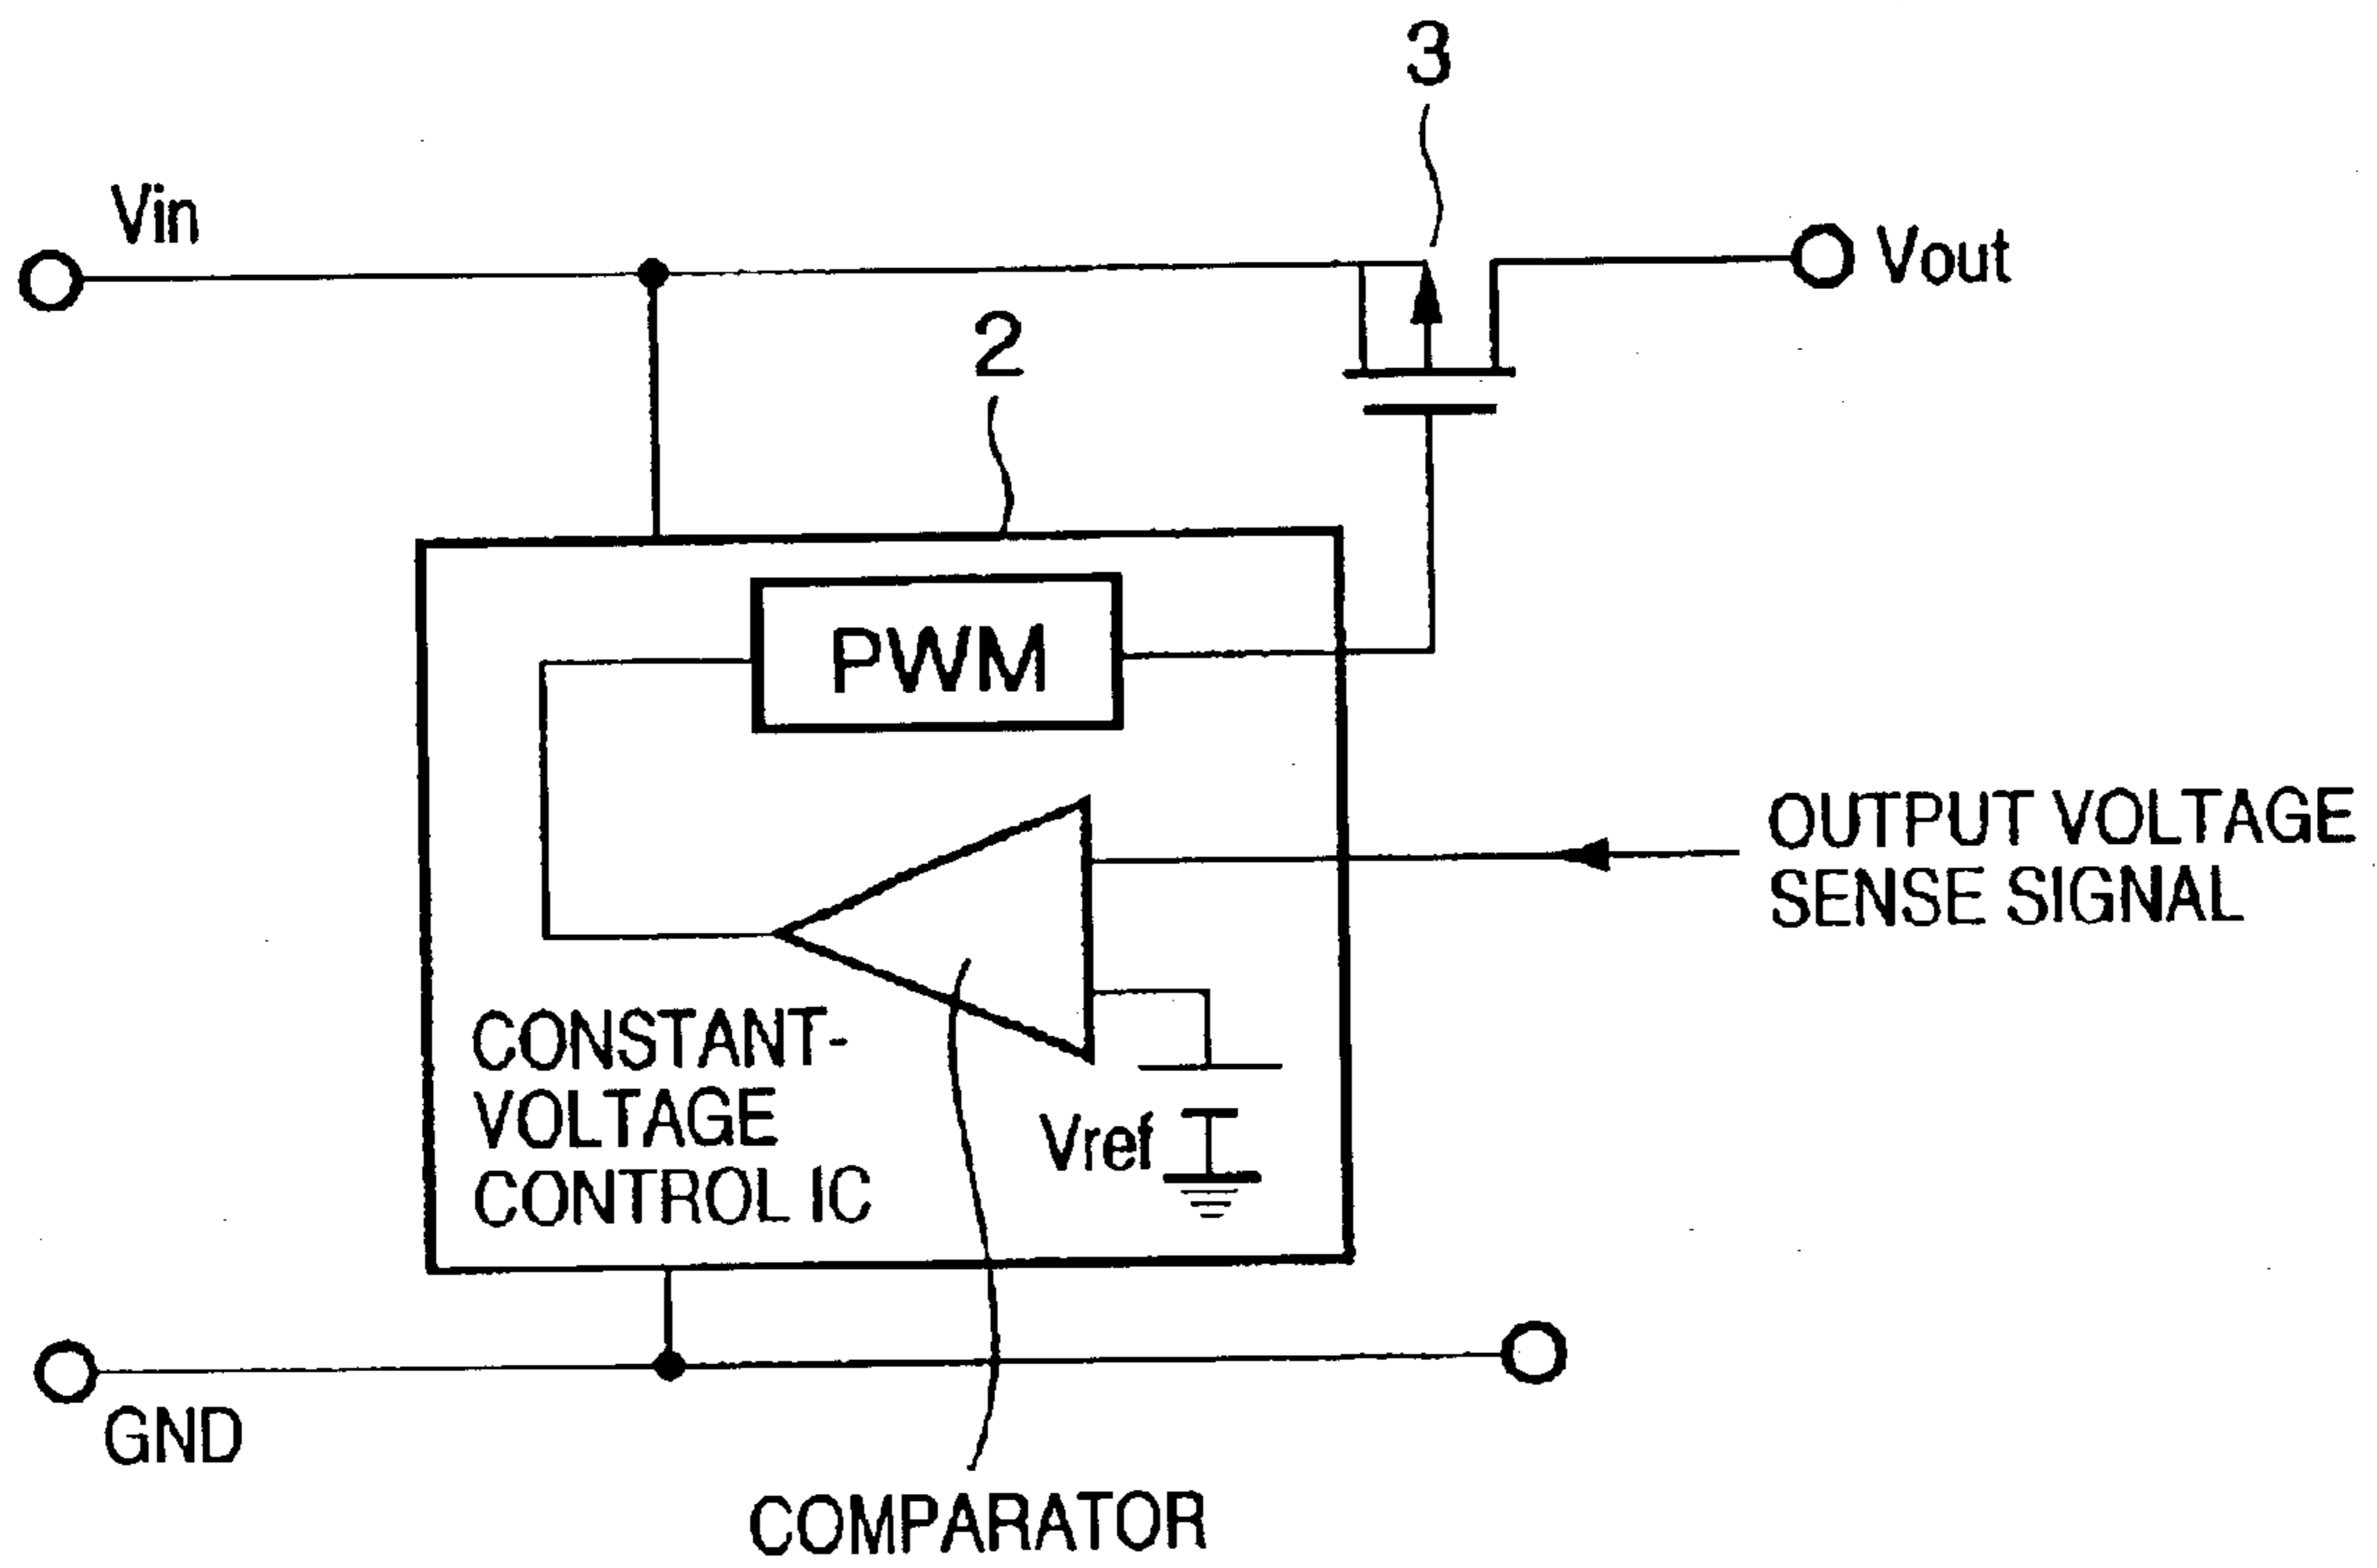 3
Vin
Vout
2
PWM
OUTPUT VOLTAGE
SENSE SIGNAL
CONSTANT-
VOLTAGE
CONTROL IC
Vref
GND
COMPARATOR